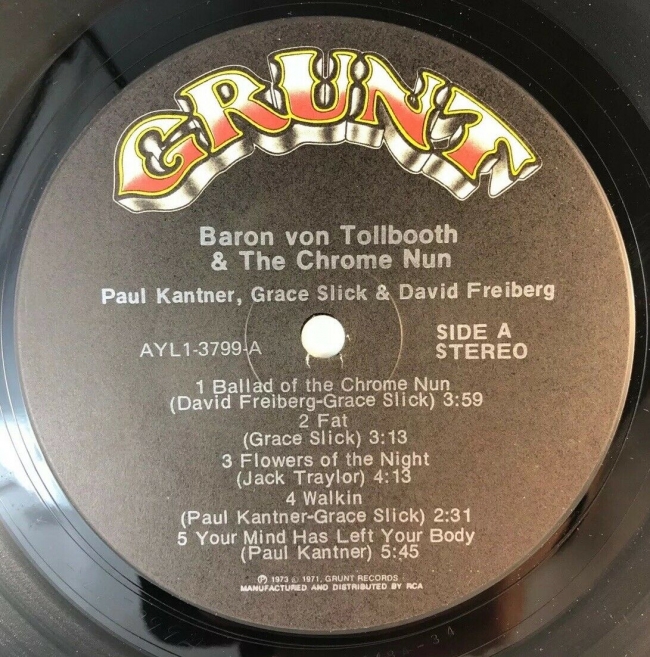 GRUNT
Baron von Tollbooth
& The Chrome Nun
Paul Kantner, Grace Slick & David Freiberg
AYL1-3799-A
SIDE A
STEREO
1 Ballad of the Chrome Nun
(David Freiberg-Grace Slick) 3:59
2 Fat
(Grace Slick) 3:13
3 Flowers of the Night
(Jack Traylor) 4:13
4 Walkin
(Paul Kantner-Grace Slick) 2:31
5 Your Mind Has Left Your Body
(Paul Kantner) 5:45
℗ 1973 © 1971, GRUNT RECORDS
MANUFACTURED AND DISTRIBUTED BY RCA